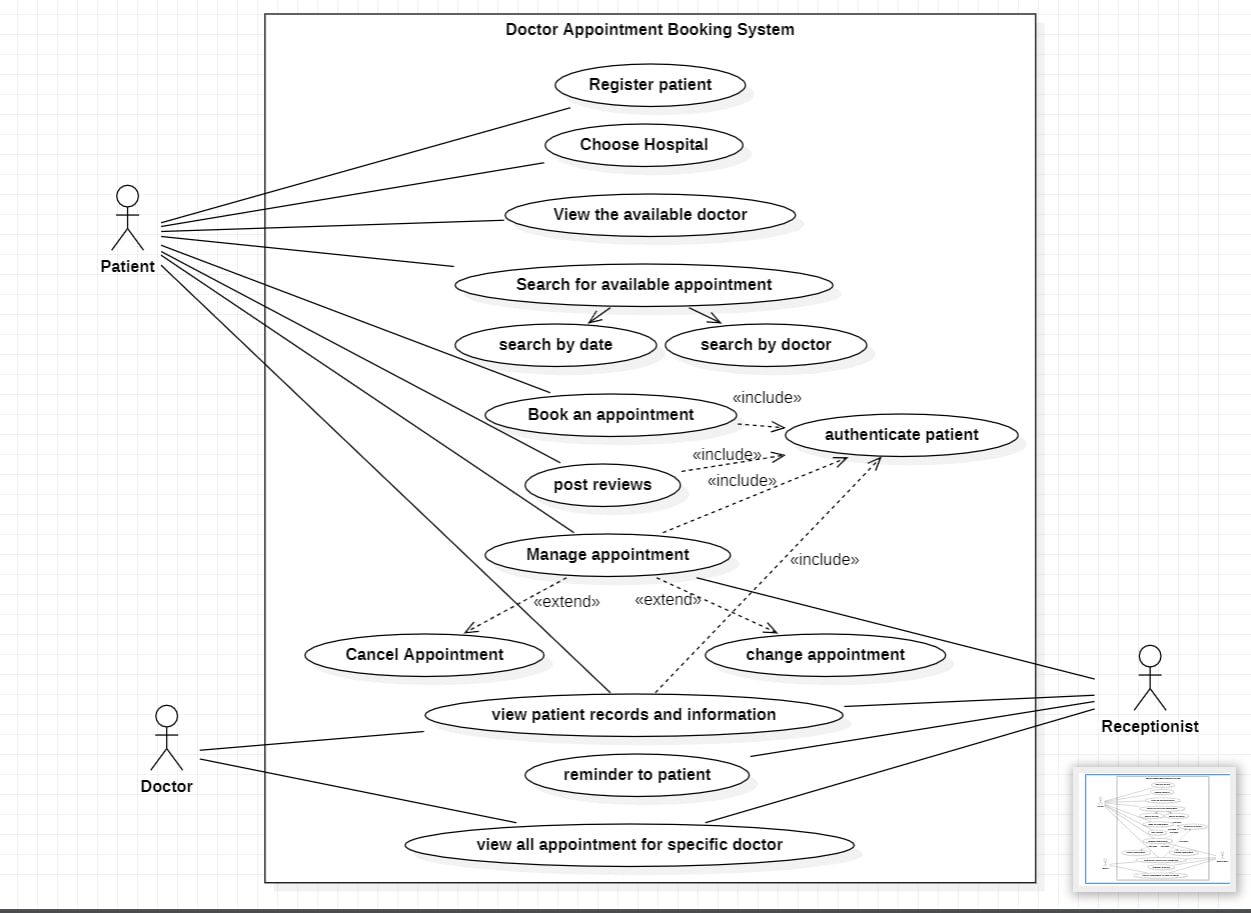 Doctor Appointment Booking System
Register patient
Choose Hospital
View the available doctor
Patient
Search for available appointment
search by date
search by doctor
«include»
Book an appointment
authenticate patient
«include»
«include»
post reviews
Manage appointment
«include»
«extend»
«extend»
Cancel Appointment
change appointment
view patient records and information
Receptionist
reminder to patient
Doctor
view all appointment for specific doctor